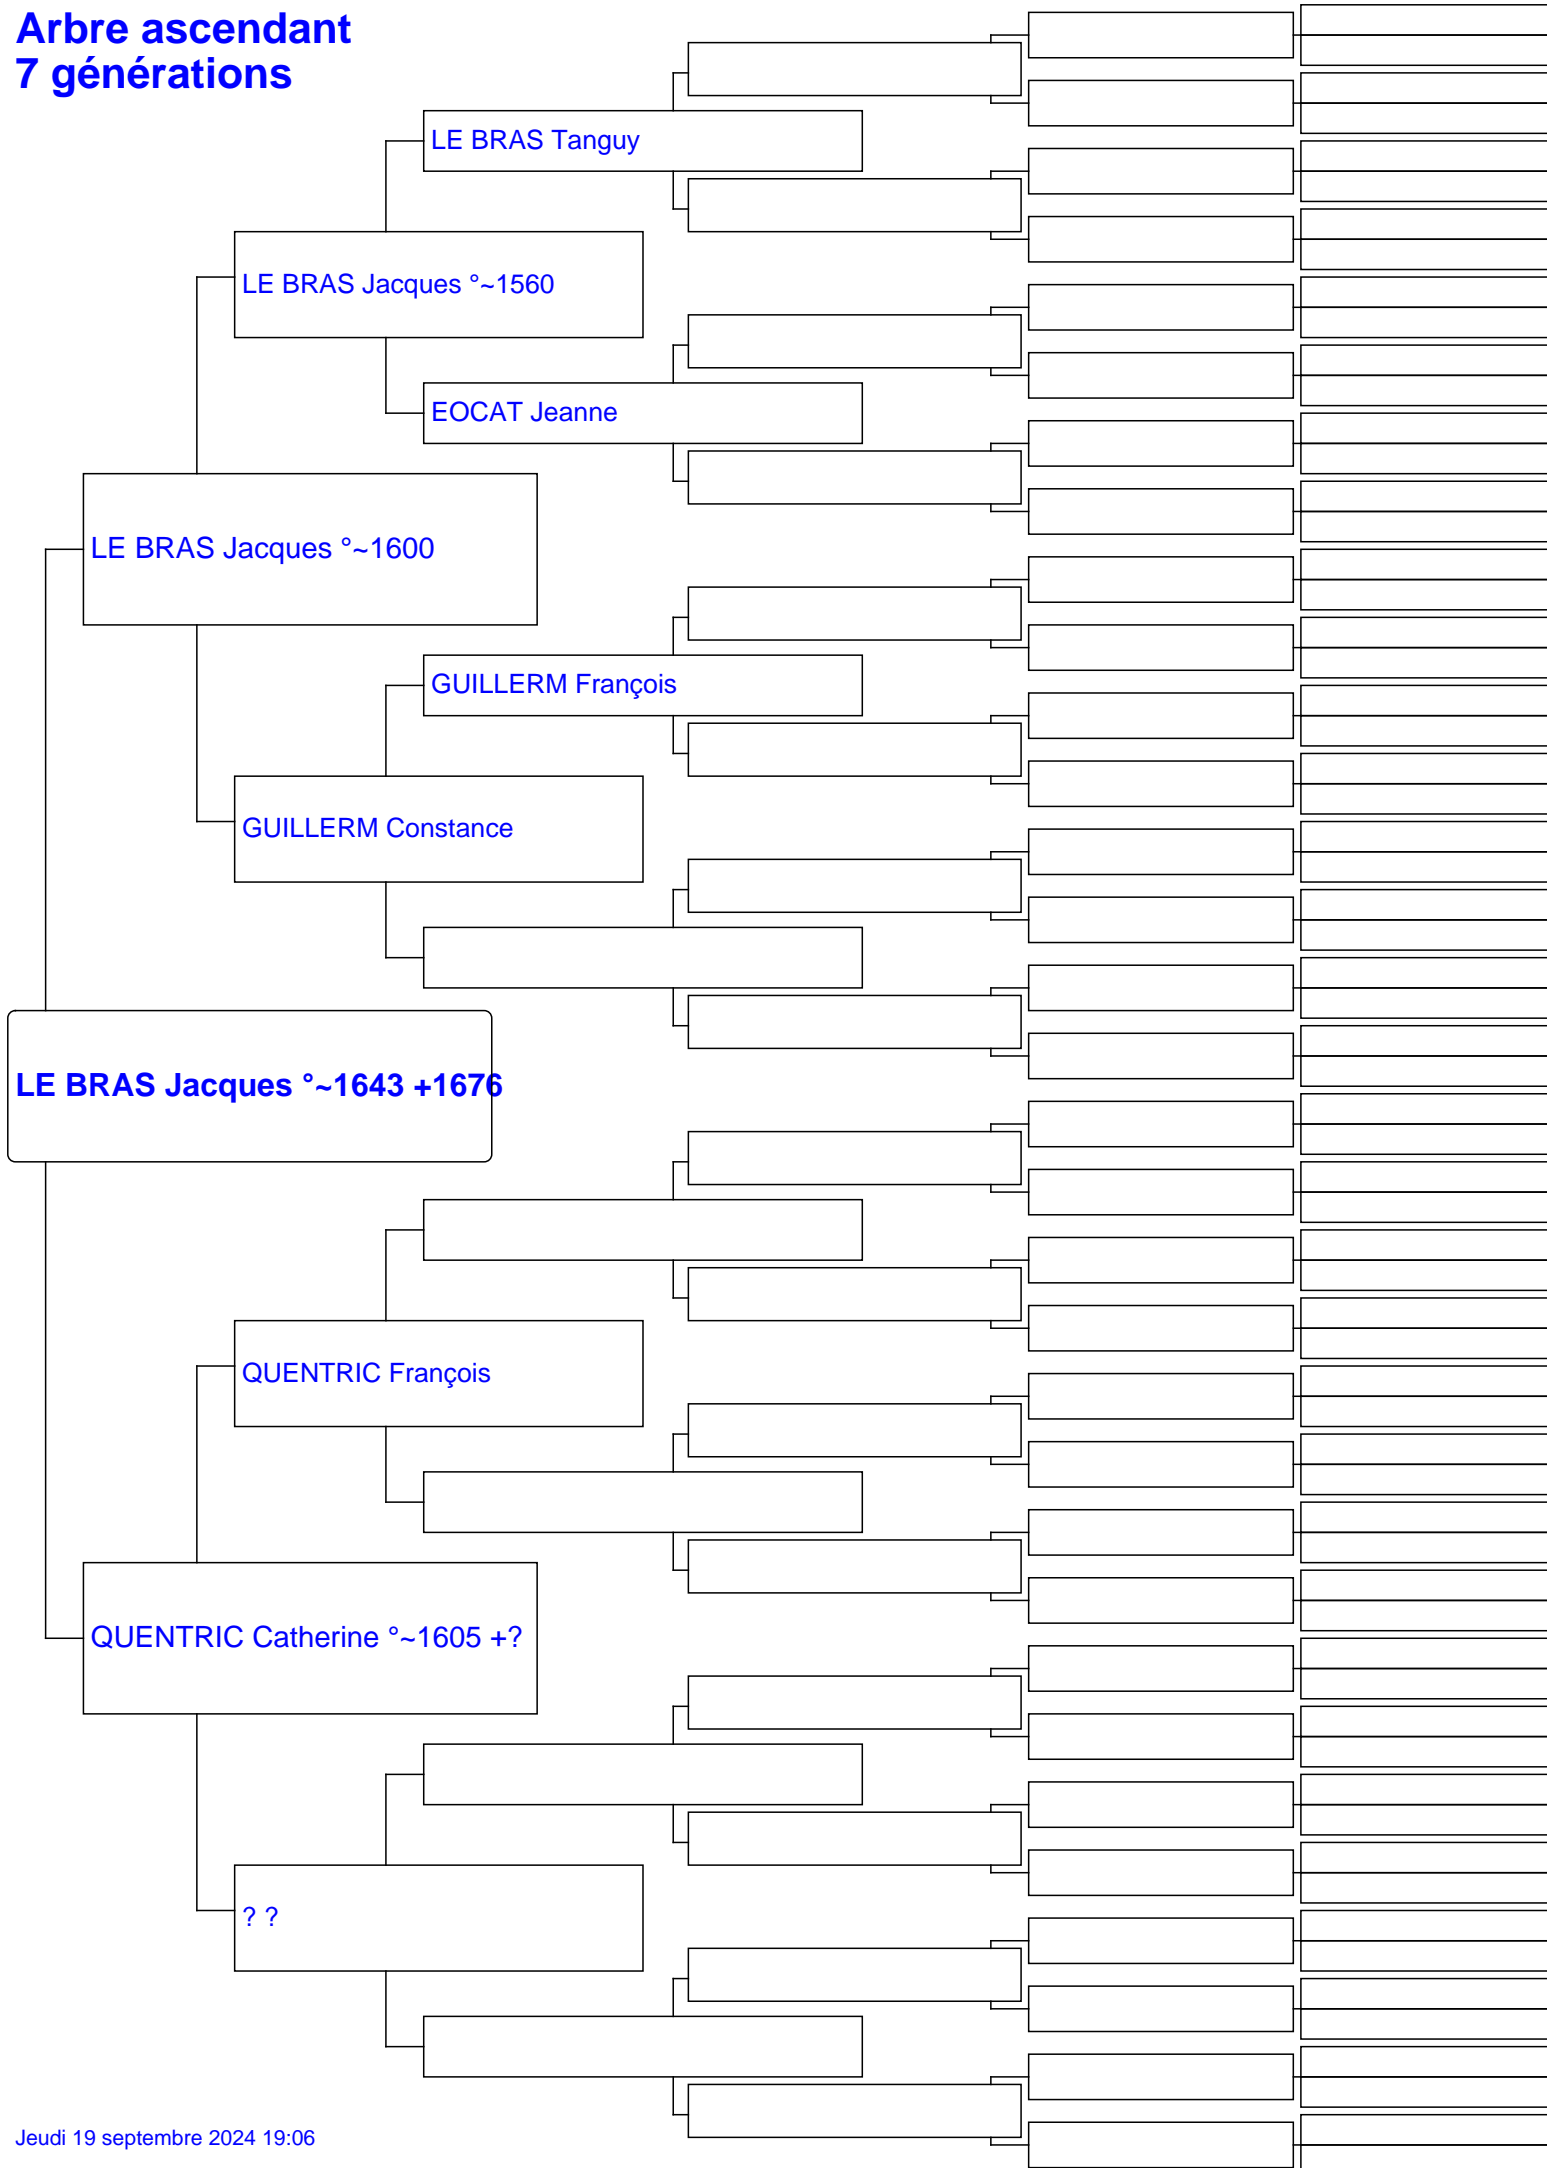 Arbre ascendant
7 générations
LE BRAS Tanguy
LE BRAS Jacques °~1560
EOCAT Jeanne
LE BRAS Jacques °~1600
GUILLERM François
GUILLERM Constance
LE BRAS Jacques °~1643 +1676
QUENTRIC François
QUENTRIC Catherine °~1605 +?
? ?
Jeudi 19 septembre 2024 19:06